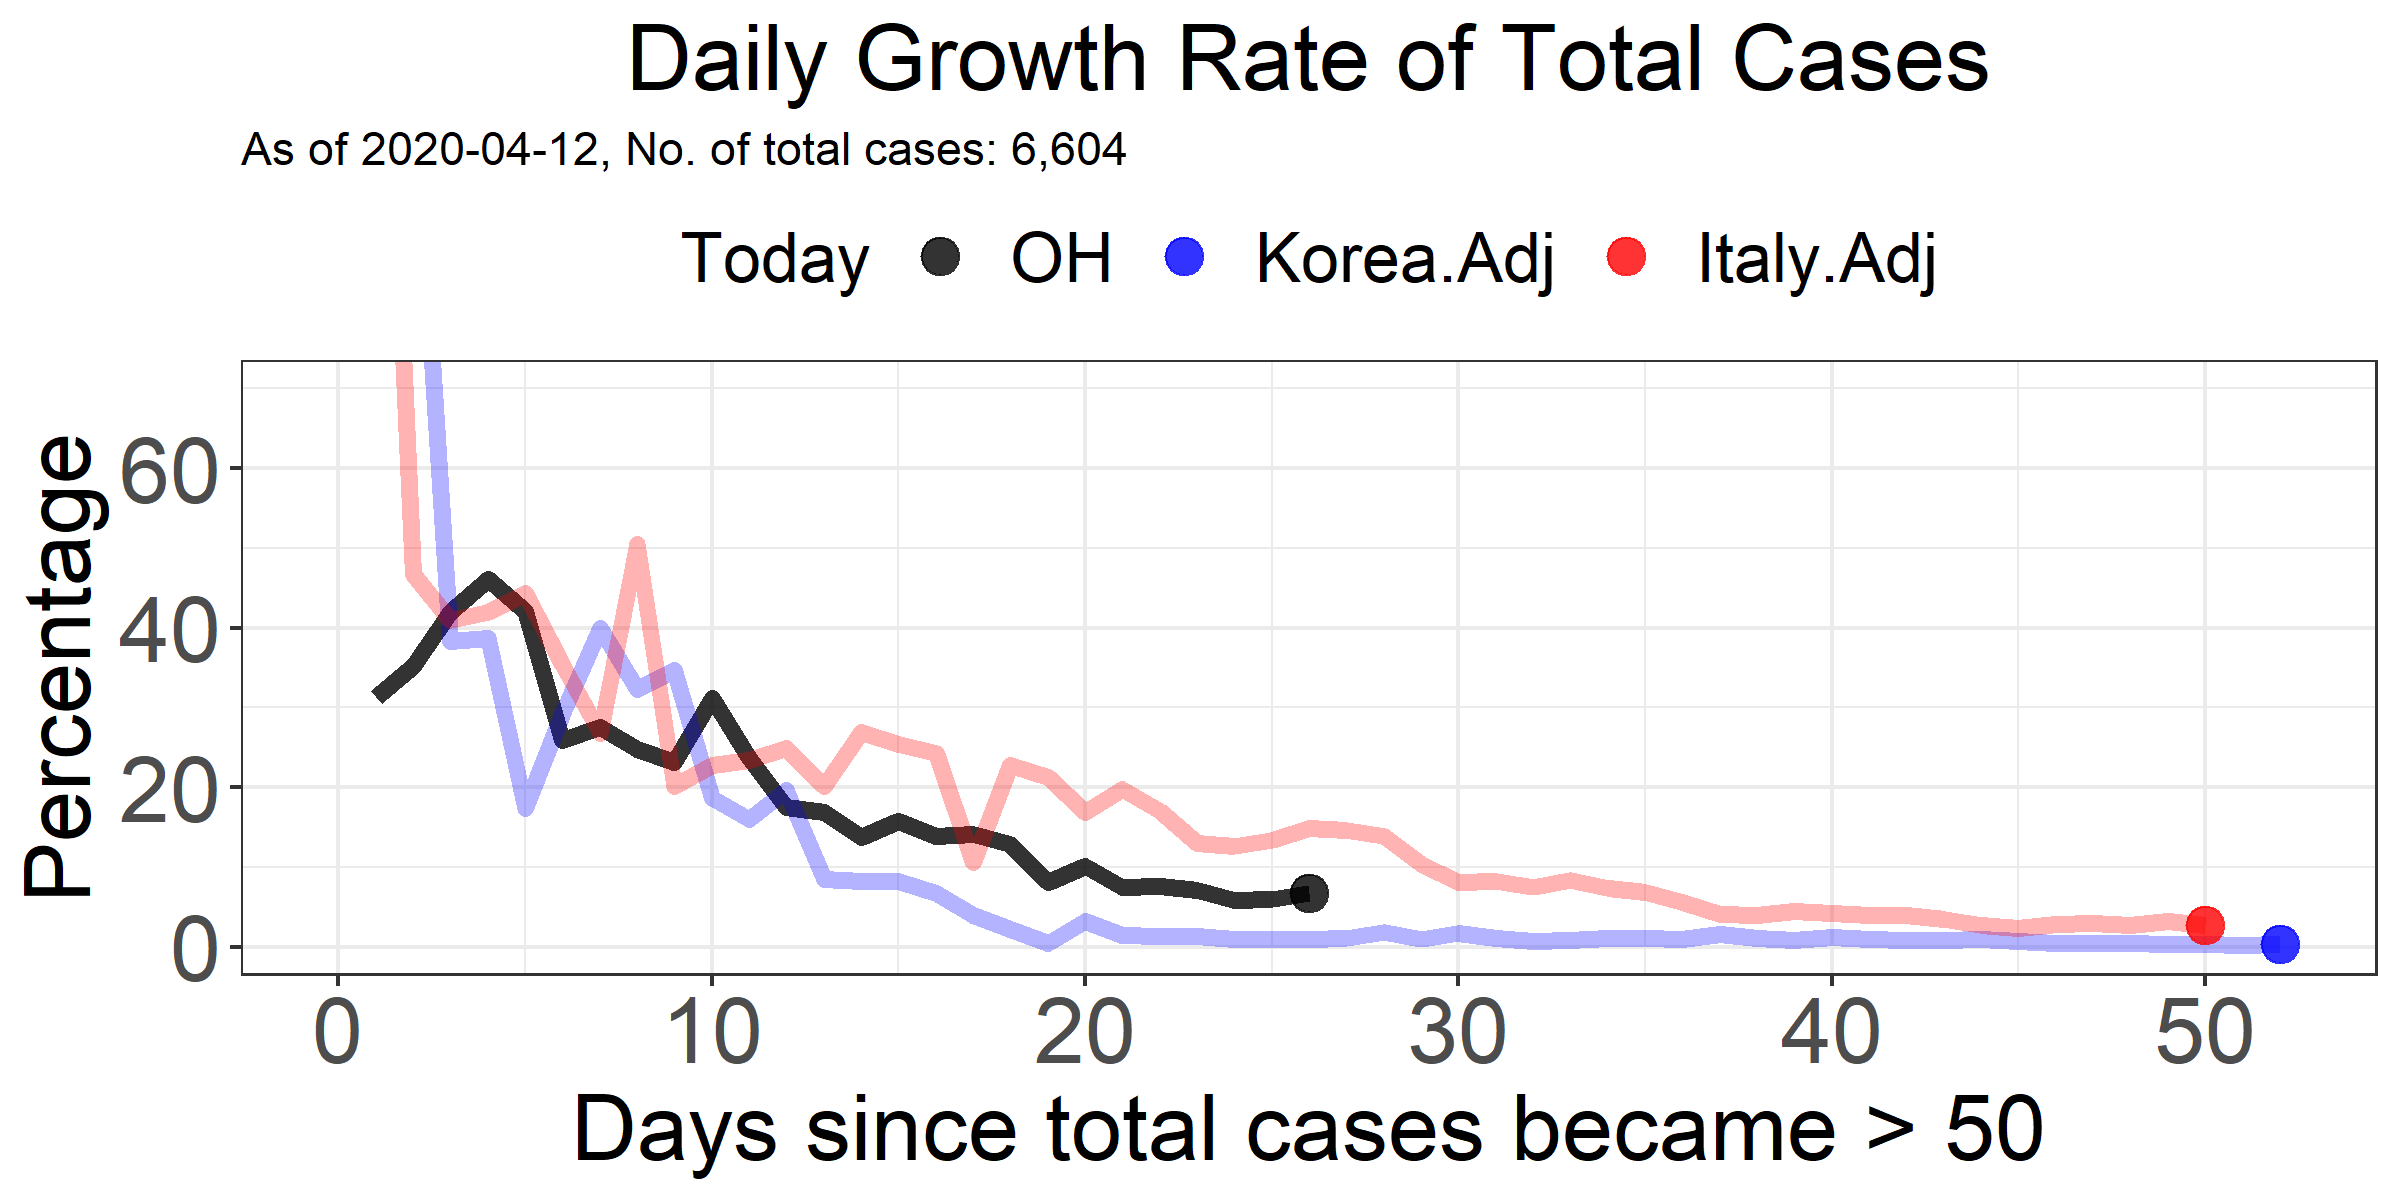 Daily Growth Rate of Total Cases
As of 2020-04-12, No. of total cases: 6,604
Today OH Korea.Adj Italy.Adj
Percentage
60
40
20
0
0 10 20 30 40 50
Days since total cases became > 50